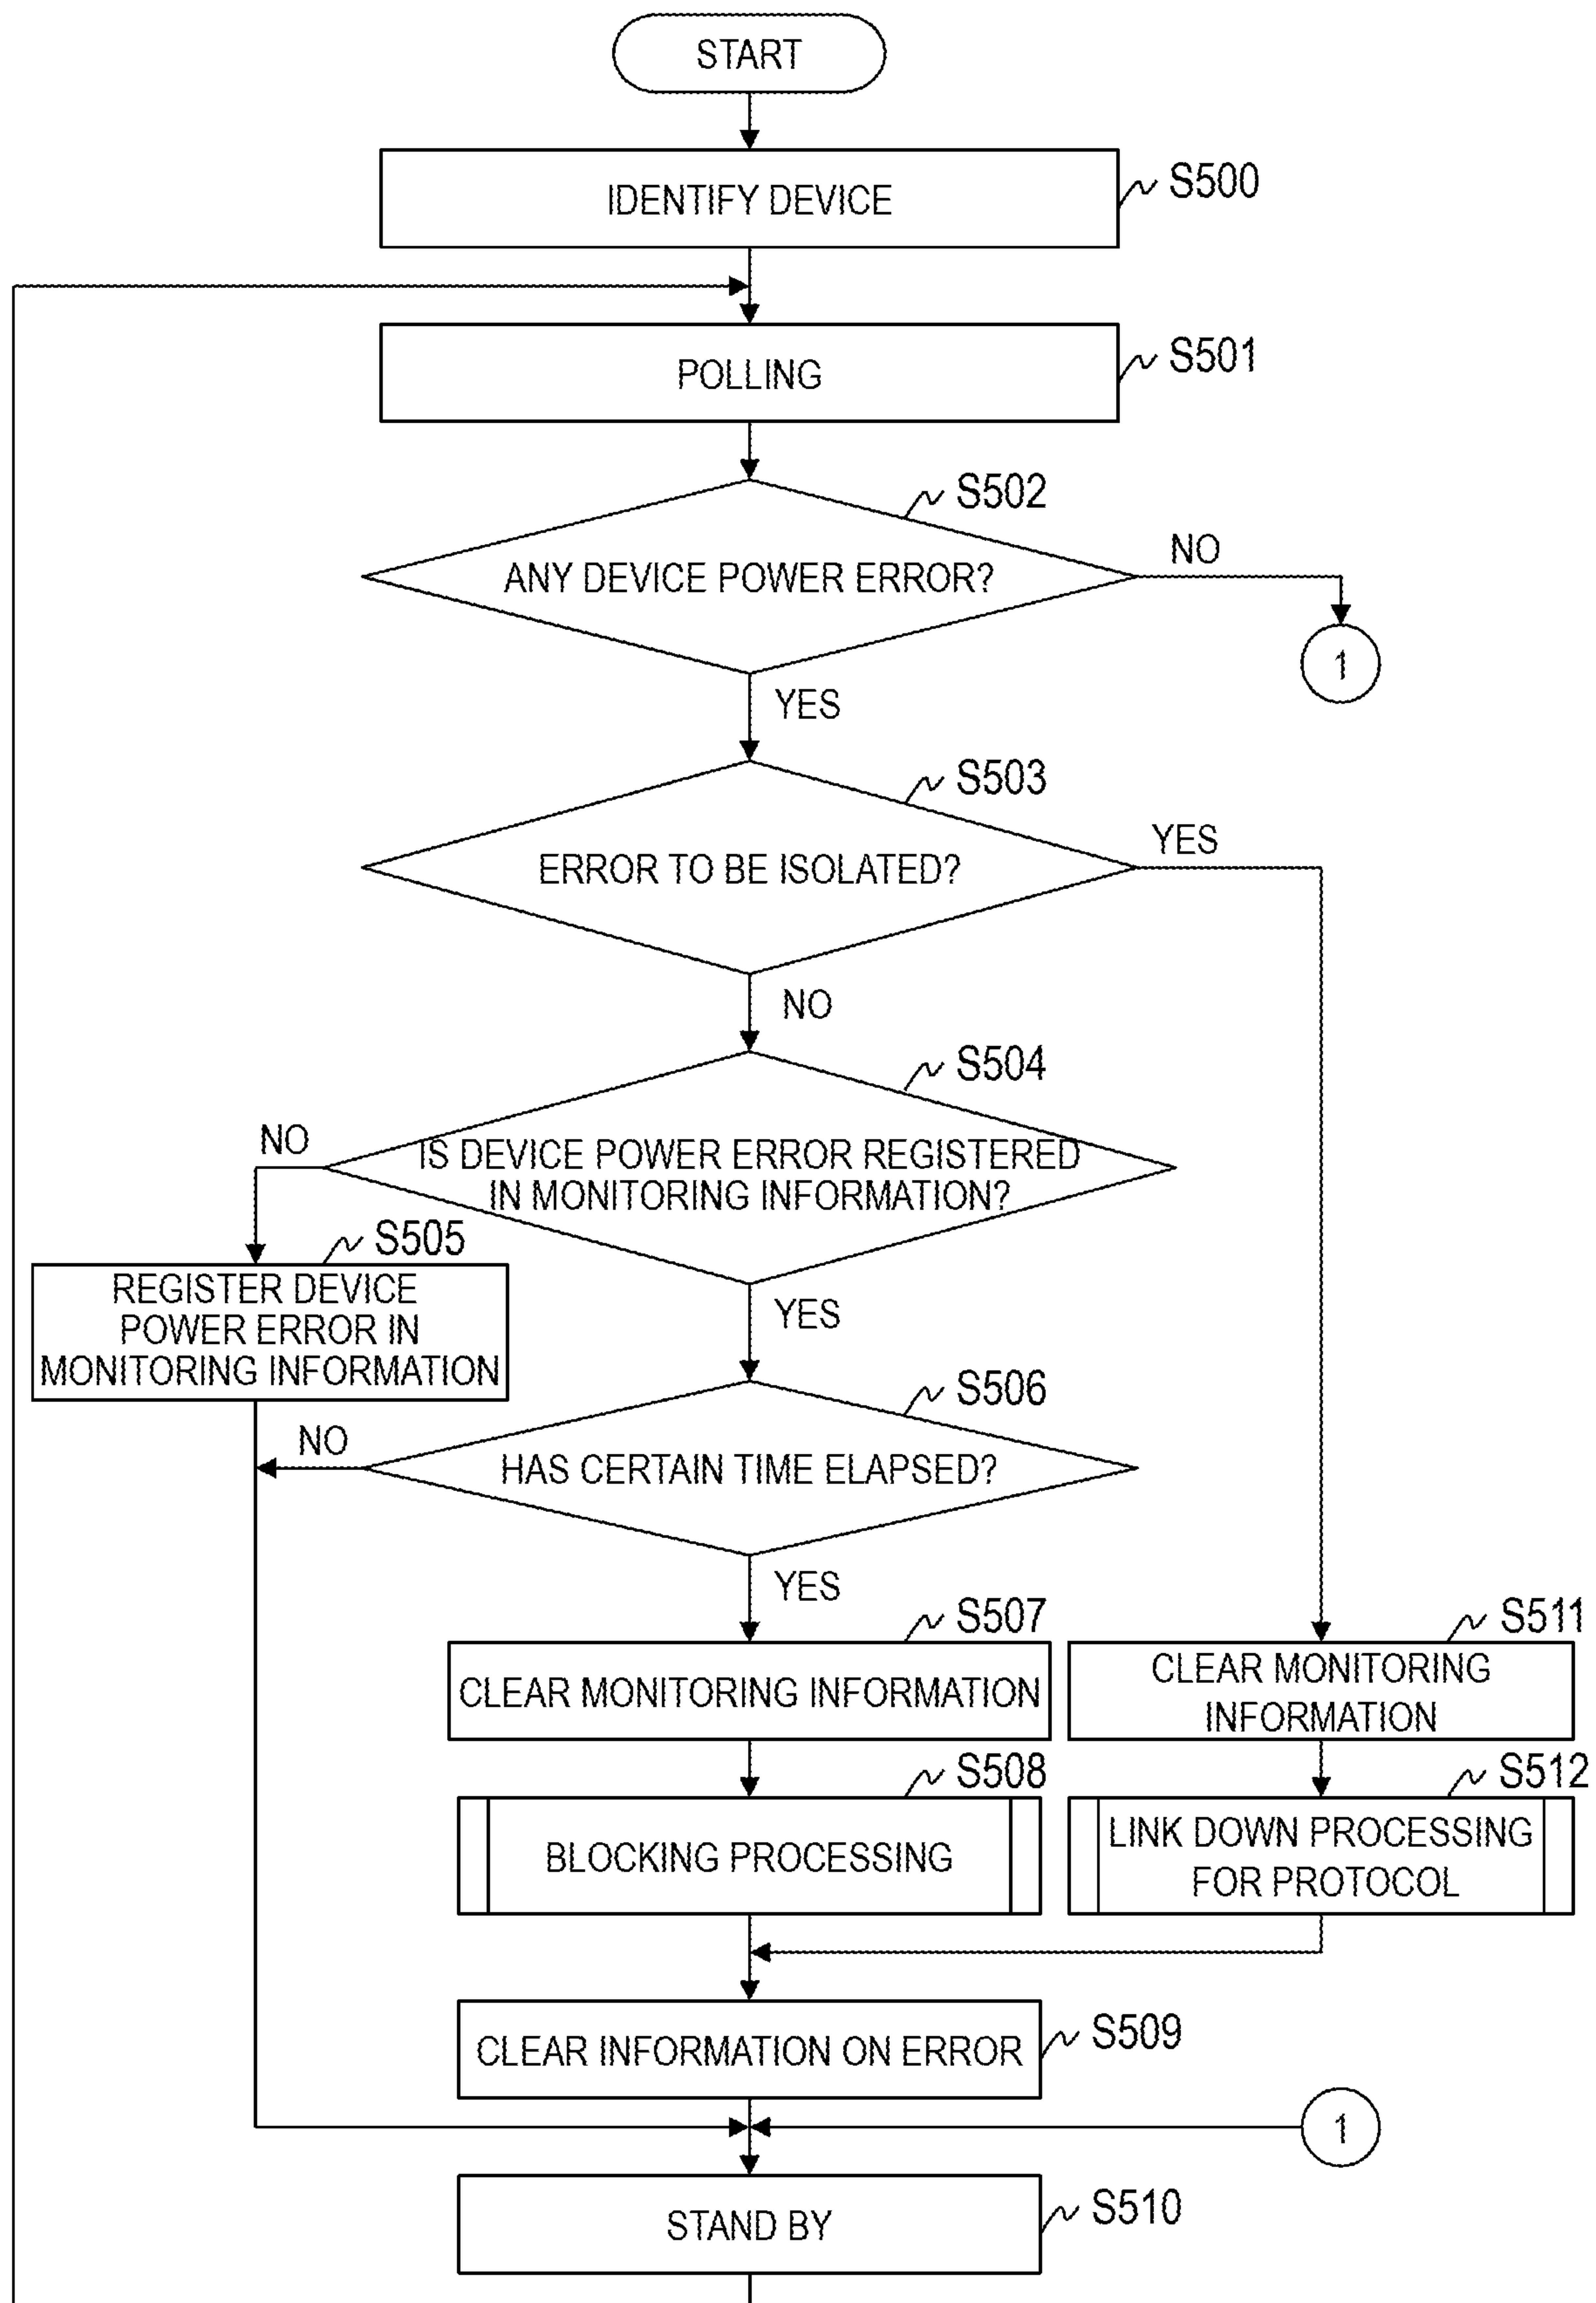 START
IDENTIFY DEVICE
S500
POLLING
S501
S502
ANY DEVICE POWER ERROR?
NO
1
YES
S503
ERROR TO BE ISOLATED?
YES
NO
S504
IS DEVICE POWER ERROR REGISTERED
IN MONITORING INFORMATION?
NO
S505
REGISTER DEVICE
POWER ERROR IN
MONITORING INFORMATION
YES
S506
HAS CERTAIN TIME ELAPSED?
NO
YES
S507
CLEAR MONITORING INFORMATION
S511
CLEAR MONITORING
INFORMATION
S508
BLOCKING PROCESSING
S512
LINK DOWN PROCESSING
FOR PROTOCOL
CLEAR INFORMATION ON ERROR
S509
1
STAND BY
S510